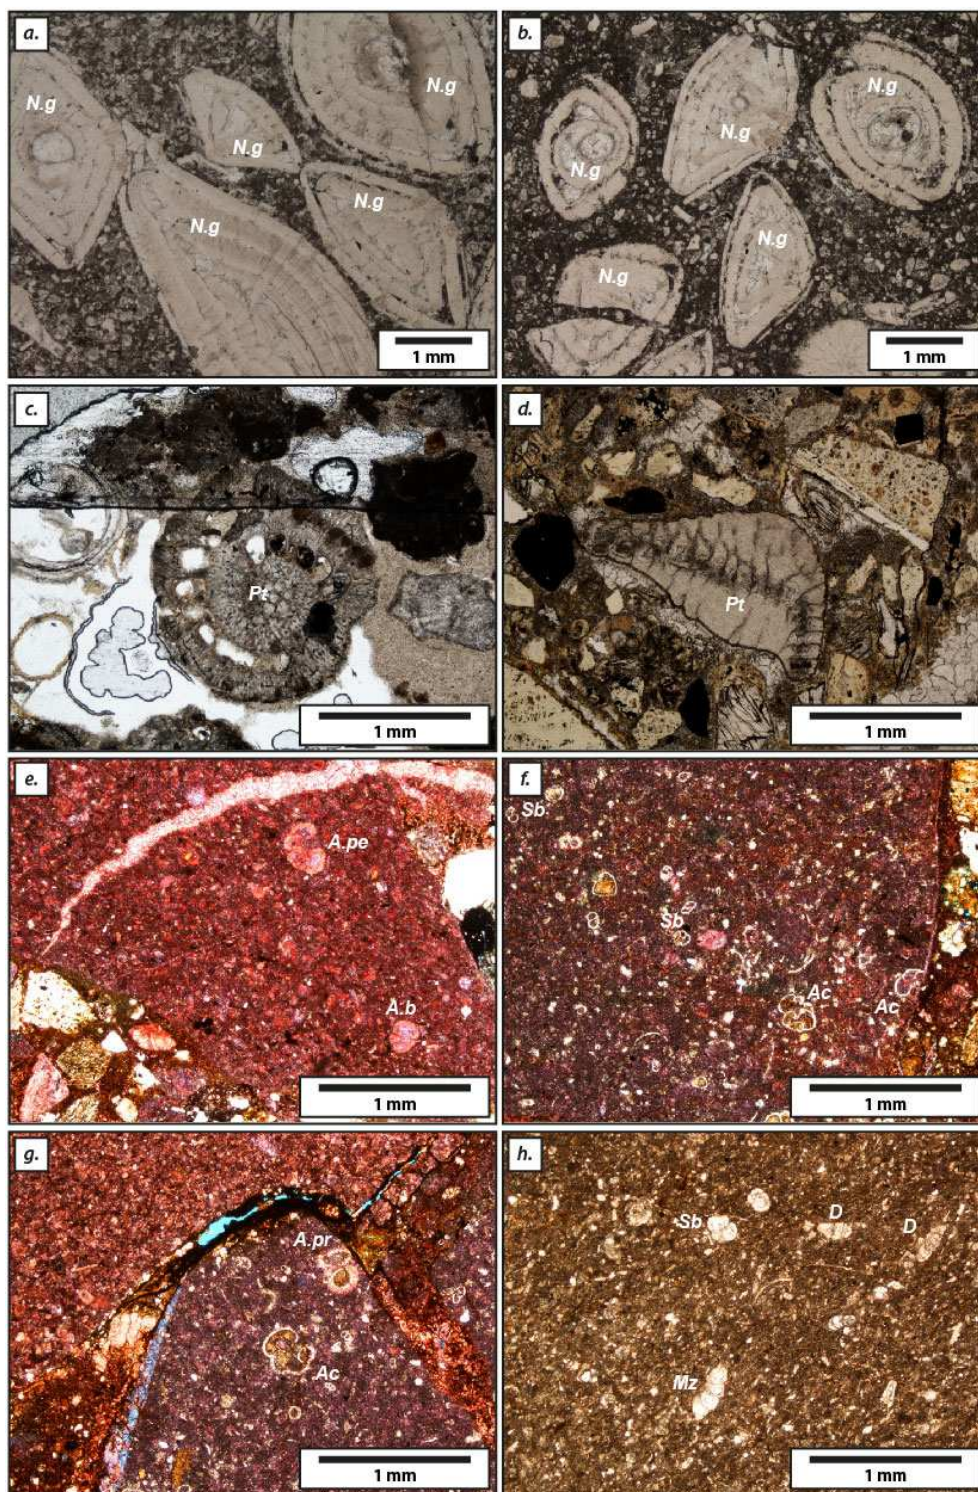 a.
N.g
N.g
N.g
N.g
N.g
1 mm
b.
N.g
N.g
N.g
N.g
N.g
1 mm
c.
Pt
1 mm
d.
Pt
1 mm
e.
A.pe
A.b
1 mm
f.
Sb
Sb
Ac
Ac
1 mm
g.
A.pr
Ac
1 mm
h.
Sb
D
D
Mz
1 mm